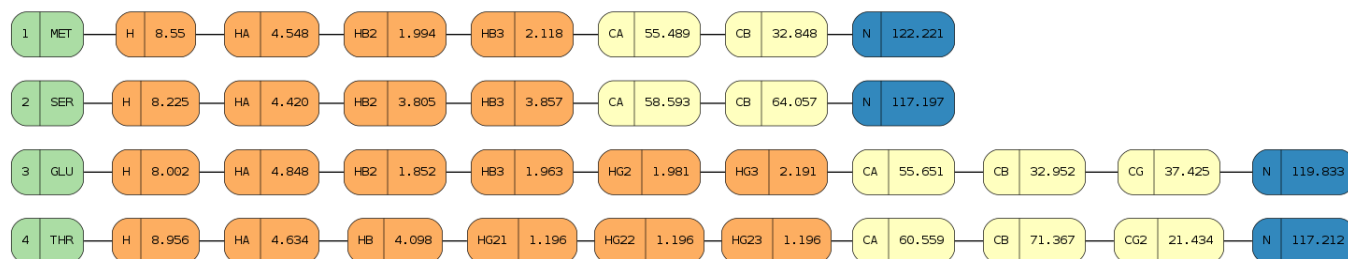 1 MET H 8.55 HA 4.548 HB2 1.994 HB3 2.118 CA 55.489 CB 32.848 N 122.221
2 SER H 8.225 HA 4.420 HB2 3.805 HB3 3.857 CA 58.593 CB 64.057 N 117.197
3 GLU H 8.002 HA 4.848 HB2 1.852 HB3 1.963 HG2 1.981 HG3 2.191 CA 55.651 CB 32.952 CG 37.425 N 119.833
4 THR H 8.956 HA 4.634 HB 4.098 HG21 1.196 HG22 1.196 HG23 1.196 CA 60.559 CB 71.367 CG2 21.434 N 117.212